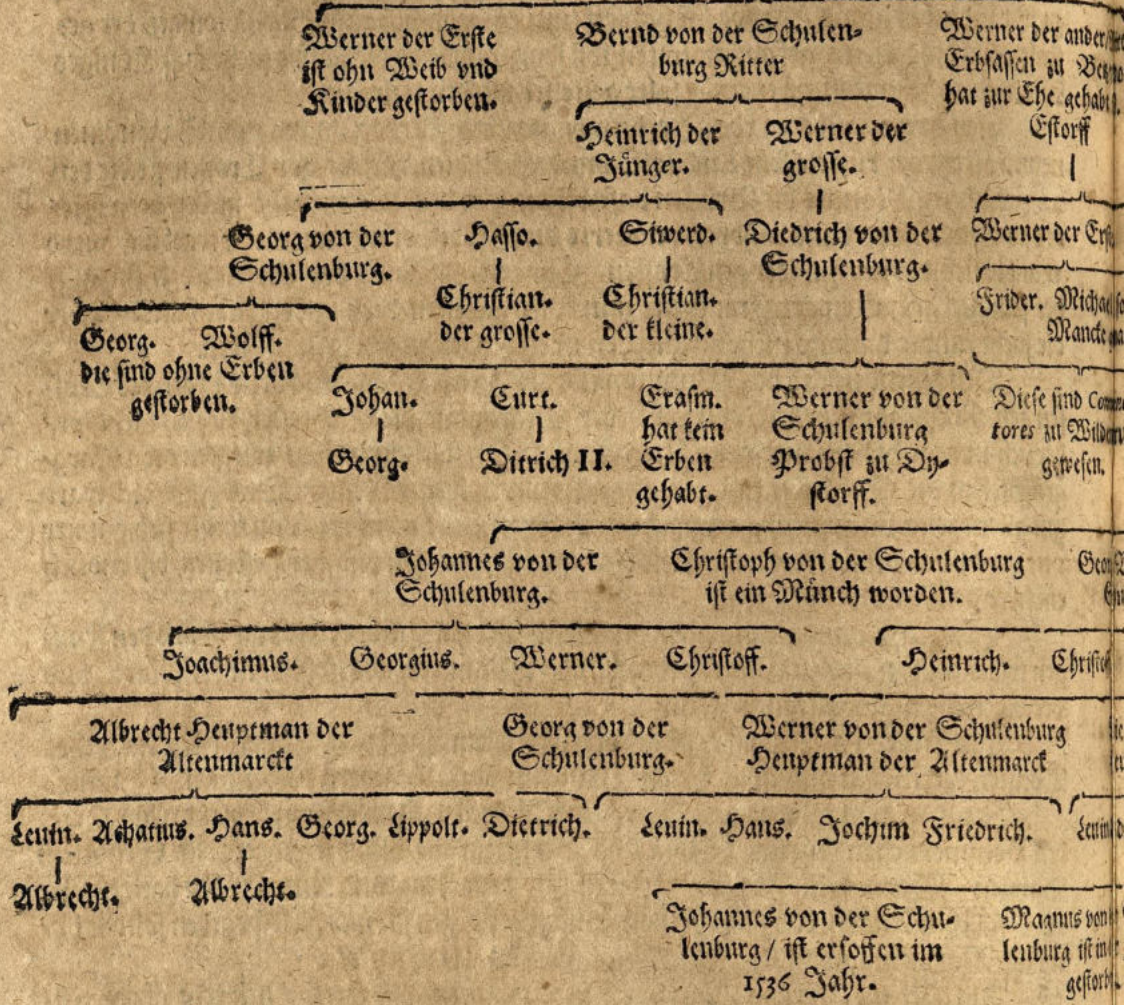 Werner der Erste
ist ohn Weib vnd
Kinder gestorben.
Bernd von der Schulen-
burg Ritter
Werner der ander
Erbsassen zu
hat zur Ehe gehabt
Estorff
Heinrich der
Jünger.
Werner der
grosse.
Georg von der
Schulenburg.
Hasso.
Siwerd.
Diedrich von der
Schulenburg.
Werner der
Christian.
der grosse.
Christian.
der kleine.
Frider.
Georg. Wolff.
die sind ohne Erben
gestorben.
Johan.
Curt.
Erasm.
hat kein
Erben
gehabt.
Werner von der
Schulenburg
Probst zu Dy-
storff.
Diese sind
tores zu
gewesen.
Georg.
Ditrich II.
Johannes von der
Schulenburg.
Christoph von der Schulenburg
ist ein Münch worden.
Joachimus. Georgius. Werner. Christoff. Heinrich.
Albrecht Heuptman der
Altenmarckt
Georg von der
Schulenburg.
Werner von der Schulenburg
Heuptman der Altenmarck
Leuin. Achatius. Hans. Georg. Lippolt. Dietrich. Leuin. Hans. Jochim Friedrich.
Albrecht. Albrecht.
Johannes von der Schu-
lenburg / ist ersoffen im
1536 Jahr.
Magnus von
lenburg ist